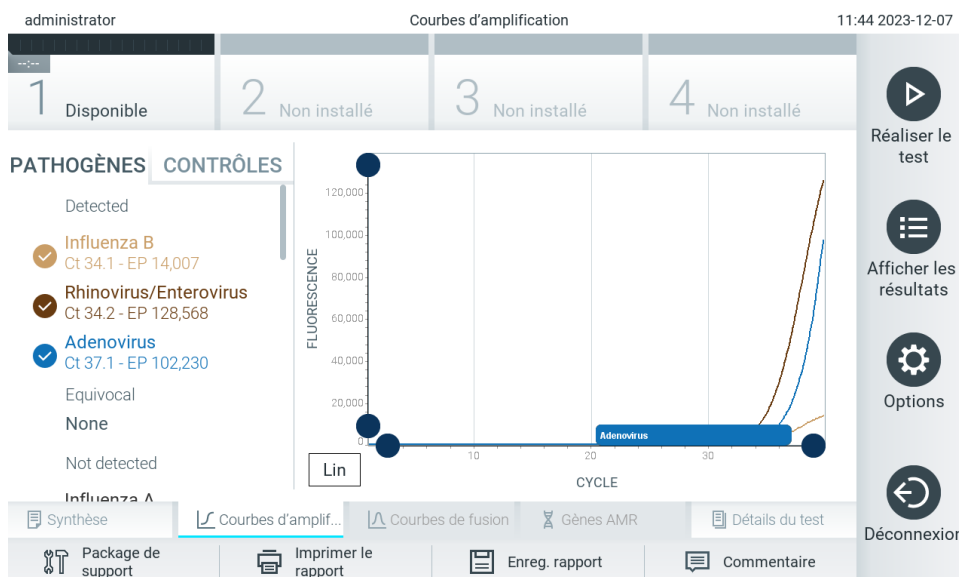 administrator
Courbes d'amplification
11:44 2023-12-07
--:--
1 Disponible
2 Non installé
3 Non installé
4 Non installé
Réaliser le
test
PATHOGÈNES
CONTRÔLES
Detected
Influenza B
Ct 34.1 - EP 14,007
Rhinovirus/Enterovirus
Ct 34.2 - EP 128,568
Adenovirus
Ct 37.1 - EP 102,230
Equivocal
None
Not detected
Influenza A
FLUORESCENCE
120,000
100,000
80,000
60,000
40,000
20,000
0
Adenovirus
10
20
30
CYCLE
Lin
Afficher les
résultats
Options
Déconnexion
Synthèse
Courbes d'amplif...
Courbes de fusion
Gènes AMR
Détails du test
Package de
support
Imprimer le
rapport
Enreg. rapport
Commentaire